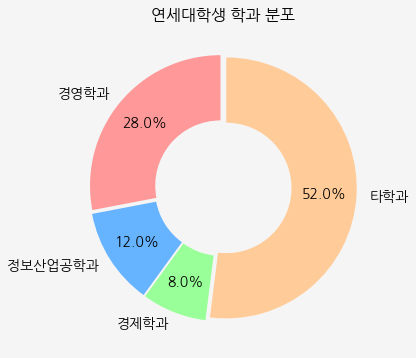 연세대학생 학과 분포
경영학과
28.0%
52.0%
타학과
12.0%
정보산업공학과
8.0%
경제학과